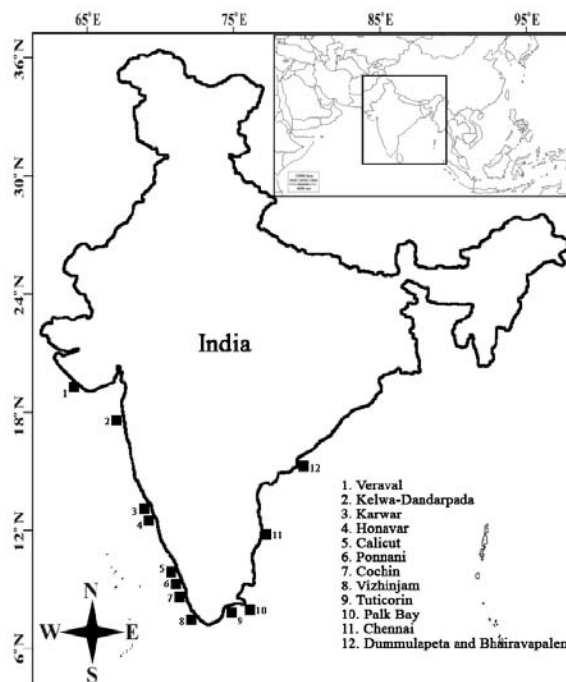 65°E 75°E 85°E 95°E
36°N
30°N
24°N
18°N
12°N
6°N
India
1
2
3
4
5
6
7
8
9
10
11
12
1. Veraval
2. Kelwa-Dandarpada
3. Karwar
4. Honavar
5. Calicut
6. Ponnani
7. Cochin
8. Vizhinjam
9. Tuticorin
10. Palk Bay
11. Chennai
12. Dummulapeta and Bhairavapalem
N
W E
S